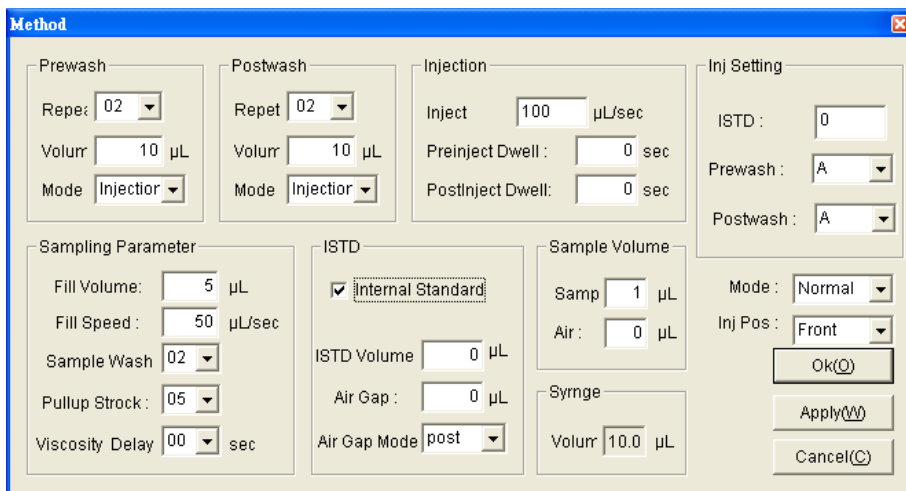 Method
Prewash
Repea 02
Volum 10 µL
Mode Injection
Postwash
Repet 02
Volum 10 µL
Mode Injection
Injection
Inject 100 µL/sec
Preinject Dwell : 0 sec
PostInject Dwell: 0 sec
Inj Setting
ISTD : 0
Prewash : A
Postwash : A
Sampling Parameter
Fill Volume: 5 µL
Fill Speed : 50 µL/sec
Sample Wash 02
Pullup Strock : 05
Viscosity Delay 00 sec
ISTD
Internal Standard
ISTD Volume 0 µL
Air Gap : 0 µL
Air Gap Mode post
Sample Volume
Samp 1 µL
Air : 0 µL
Syrnge
Volum 10.0 µL
Mode : Normal
Inj Pos : Front
Ok(O)
Apply(W)
Cancel(C)